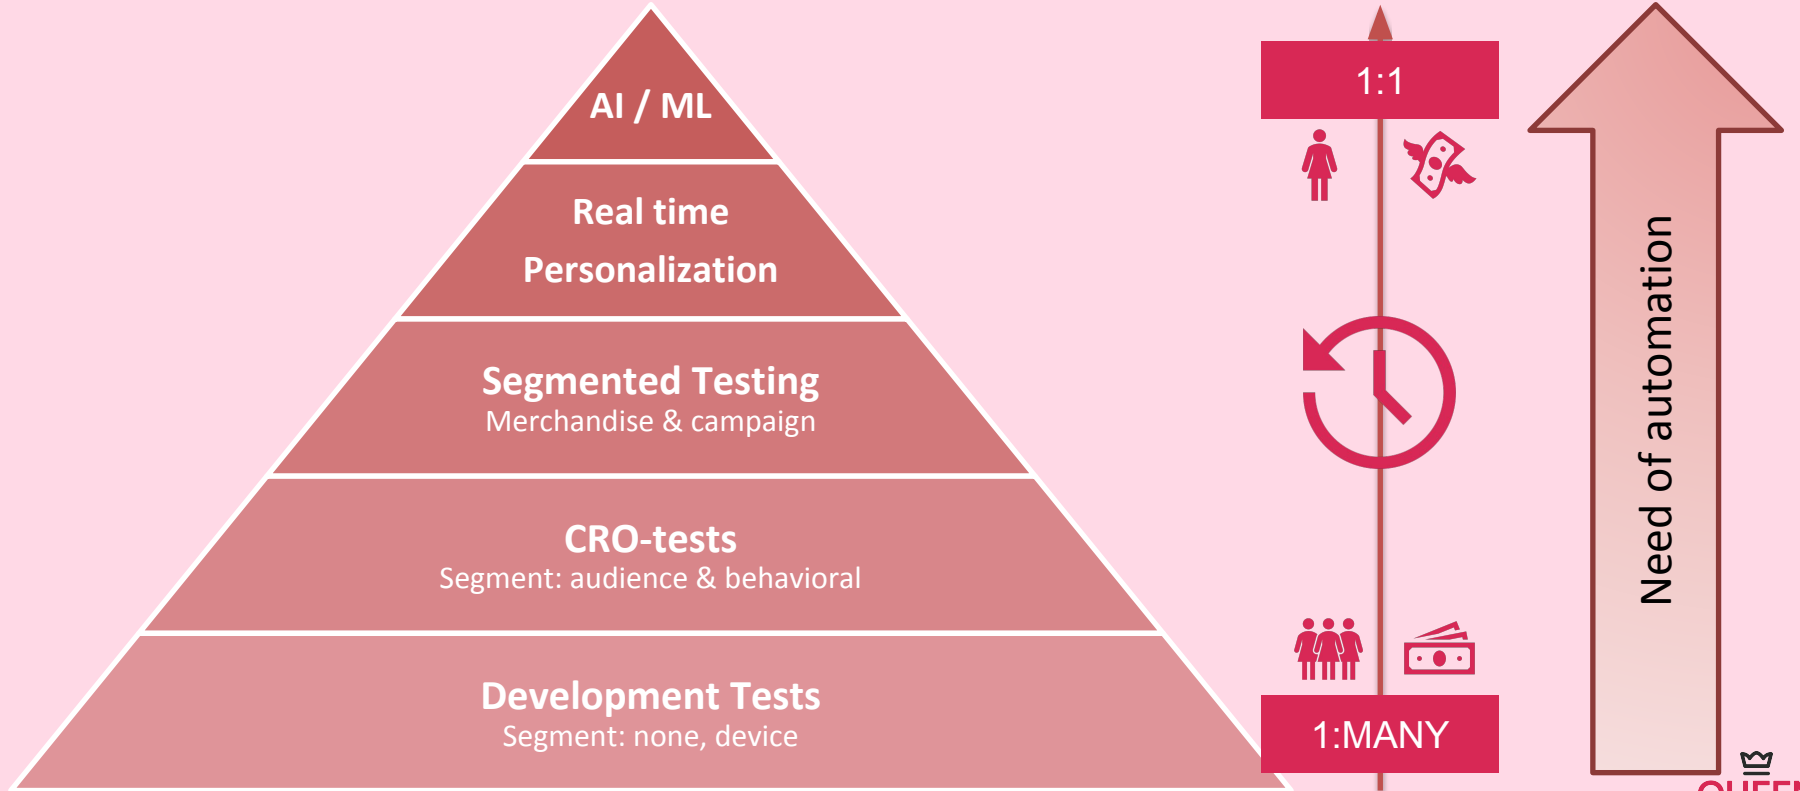 AI / ML
Real time
Personalization
Segmented Testing
Merchandise & campaign
CRO-tests
Segment: audience & behavioral
Development Tests
Segment: none, device
1:1
1:MANY
Need of automation